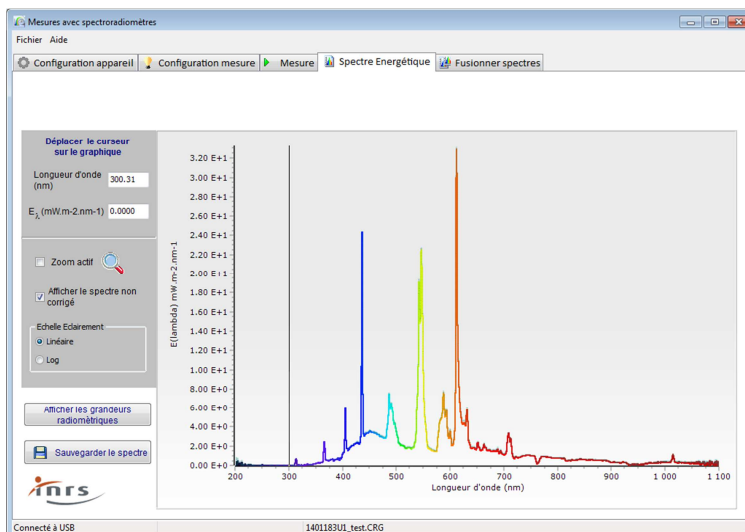 Mesures avec spectroradiomètres
Fichier Aide
Configuration appareil
Configuration mesure
Mesure
Spectre Energétique
Fusionner spectres
Déplacer le curseur
sur le graphique
Longueur d'onde
(nm)
300.31
Eλ (mW.m-2.nm-1)
0.0000
Zoom actif
Afficher le spectre non
corrigé
Echelle Eclairement
Linéaire
Log
Afficher les grandeurs
radiomètriques
Sauvegarder le spectre
inrs
E(lambda) mW.m-2.nm-1
3.20 E+1
3.00 E+1
2.80 E+1
2.60 E+1
2.40 E+1
2.20 E+1
2.00 E+1
1.80 E+1
1.60 E+1
1.40 E+1
1.20 E+1
1.00 E+1
8.00 E+0
6.00 E+0
4.00 E+0
2.00 E+0
0.00 E+0
200 300 400 500 600 700 800 900 1 000 1 100
Longueur d'onde (nm)
Connecté à USB
1401183U1_test.CRG